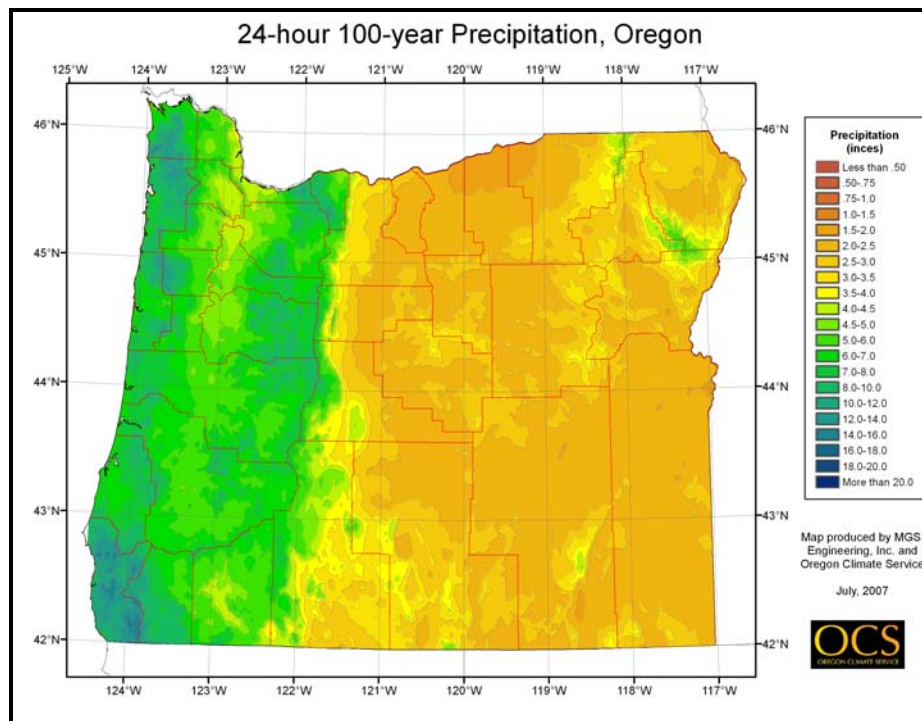 24-hour 100-year Precipitation, Oregon
125°W 124°W 123°W 122°W 121°W 120°W 119°W 118°W 117°W
46°N 46°N
45°N 45°N
44°N 44°N
43°N 43°N
42°N 42°N
124°W 123°W 122°W 121°W 120°W 119°W 118°W 117°W
Precipitation
(inces)
Less than .50
.50-.75
.75-1.0
1.0-1.5
1.5-2.0
2.0-2.5
2.5-3.0
3.0-3.5
3.5-4.0
4.0-4.5
4.5-5.0
5.0-6.0
6.0-7.0
7.0-8.0
8.0-10.0
10.0-12.0
12.0-14.0
14.0-16.0
16.0-18.0
18.0-20.0
More than 20.0
Map produced by MGS
Engineering, Inc. and
Oregon Climate Service
July, 2007
OCS
OREGON CLIMATE SERVICE